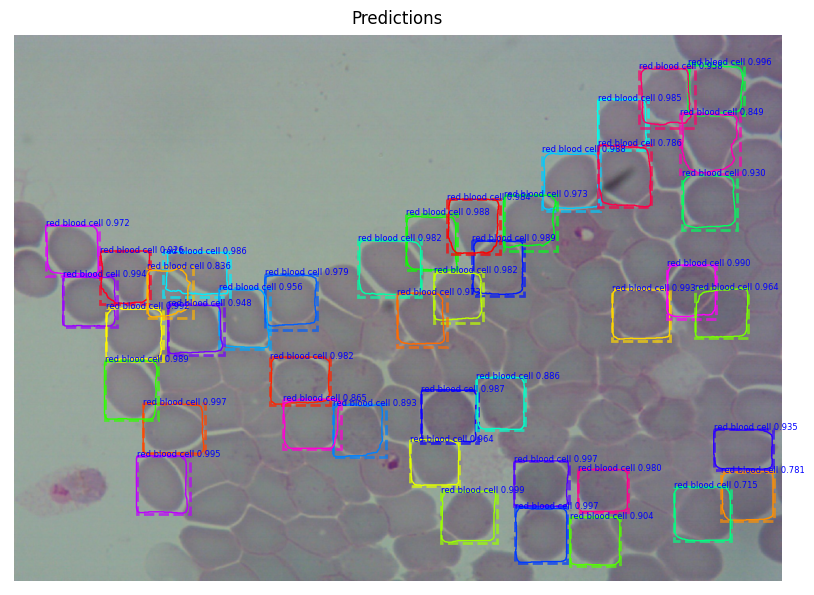 Predictions
red blood cell 0.996
red blood cell 0.985
red blood cell 0.849
red blood cell 0.786
red blood cell 0.973
red blood cell 0.930
red blood cell 0.988
red blood cell 0.989
red blood cell 0.982
red blood cell 0.972
red blood cell 0.986
red blood cell 0.836
red blood cell 0.994
red blood cell 0.979
red blood cell 0.982
red blood cell 0.990
red blood cell 0.956
red blood cell 0.993
red blood cell 0.964
red blood cell 0.948
red blood cell 0.989
red blood cell 0.982
red blood cell 0.886
red blood cell 0.987
red blood cell 0.865
red blood cell 0.997
red blood cell 0.893
red blood cell 0.935
red blood cell 0.964
red blood cell 0.995
red blood cell 0.997
red blood cell 0.980
red blood cell 0.781
red blood cell 0.715
red blood cell 0.999
red blood cell 0.997
red blood cell 0.904